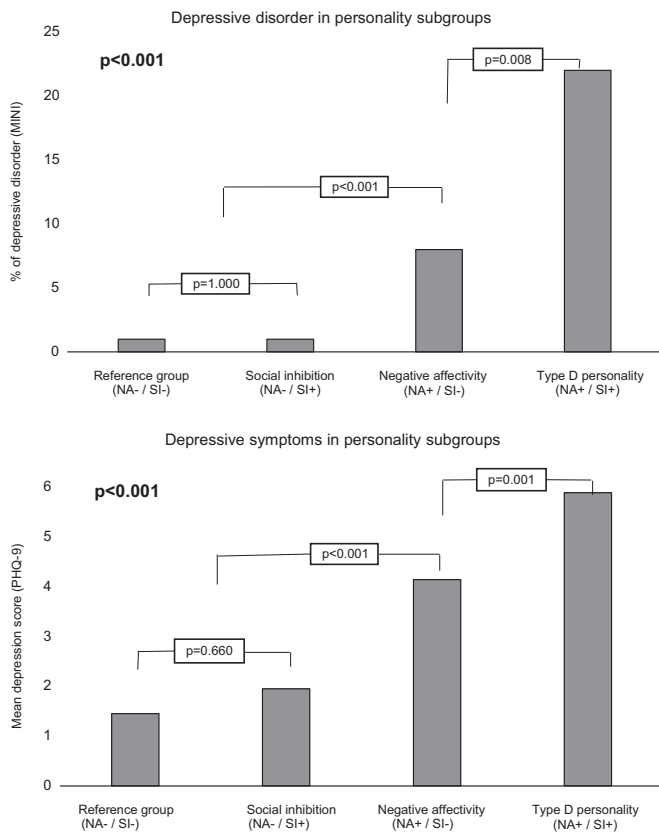 Depressive disorder in personality subgroups
25
20
15
10
5
0
% of depressive disorder (MINI)
p<0.001
p=0.008
p<0.001
p=1.000
Reference group
(NA- / SI-)
Social inhibition
(NA- / SI+)
Negative affectivity
(NA+ / SI-)
Type D personality
(NA+ / SI+)
Depressive symptoms in personality subgroups
6
5
4
3
2
1
0
Mean depression score (PHQ-9)
p<0.001
p=0.001
p<0.001
p=0.660
Reference group
(NA- / SI-)
Social inhibition
(NA- / SI+)
Negative affectivity
(NA+ / SI-)
Type D personality
(NA+ / SI+)